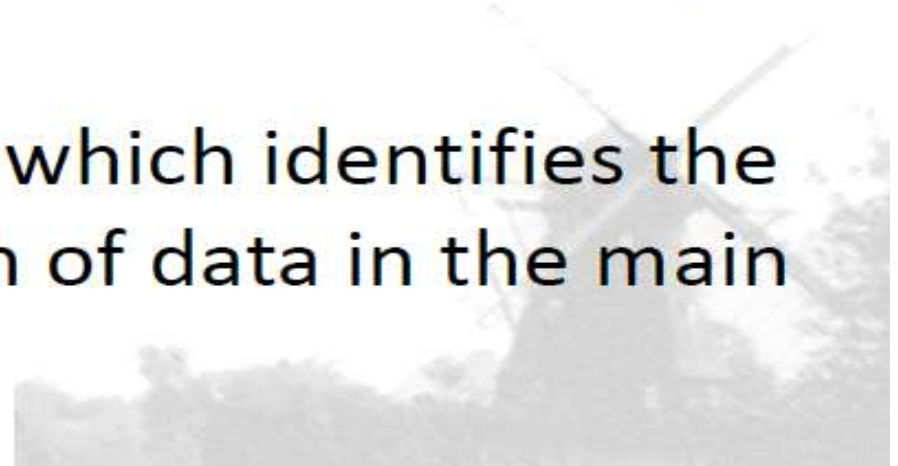 which identifies the
of data in the main